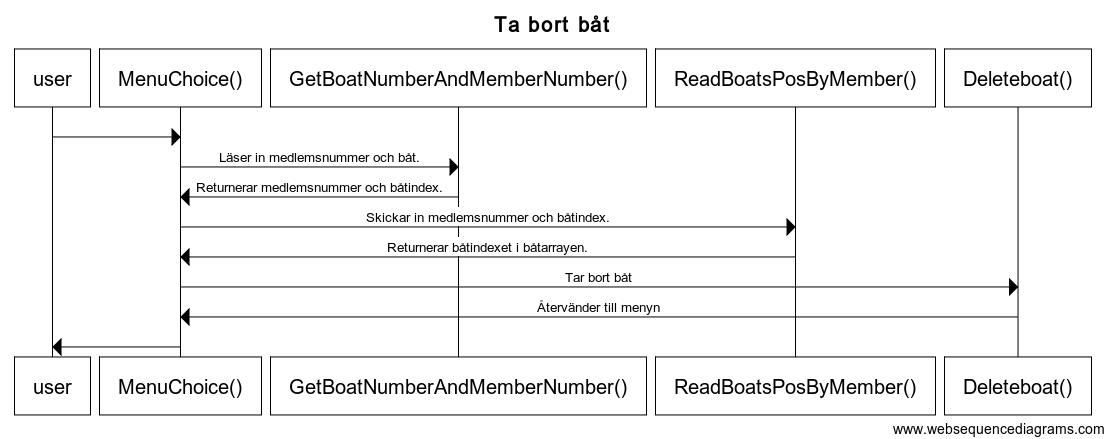 Ta bort båt
user MenuChoice() GetBoatNumberAndMemberNumber() ReadBoatsPosByMember() Deleteboat()
Läser in medlemsnummer och båt.
Returnerar medlemsnummer och båtindex.
Skickar in medlemsnummer och båtindex.
Returnerar båtindexet i båtarrayen.
Tar bort båt
Återvänder till menyn
user MenuChoice() GetBoatNumberAndMemberNumber() ReadBoatsPosByMember() Deleteboat()
www.websequencediagrams.com